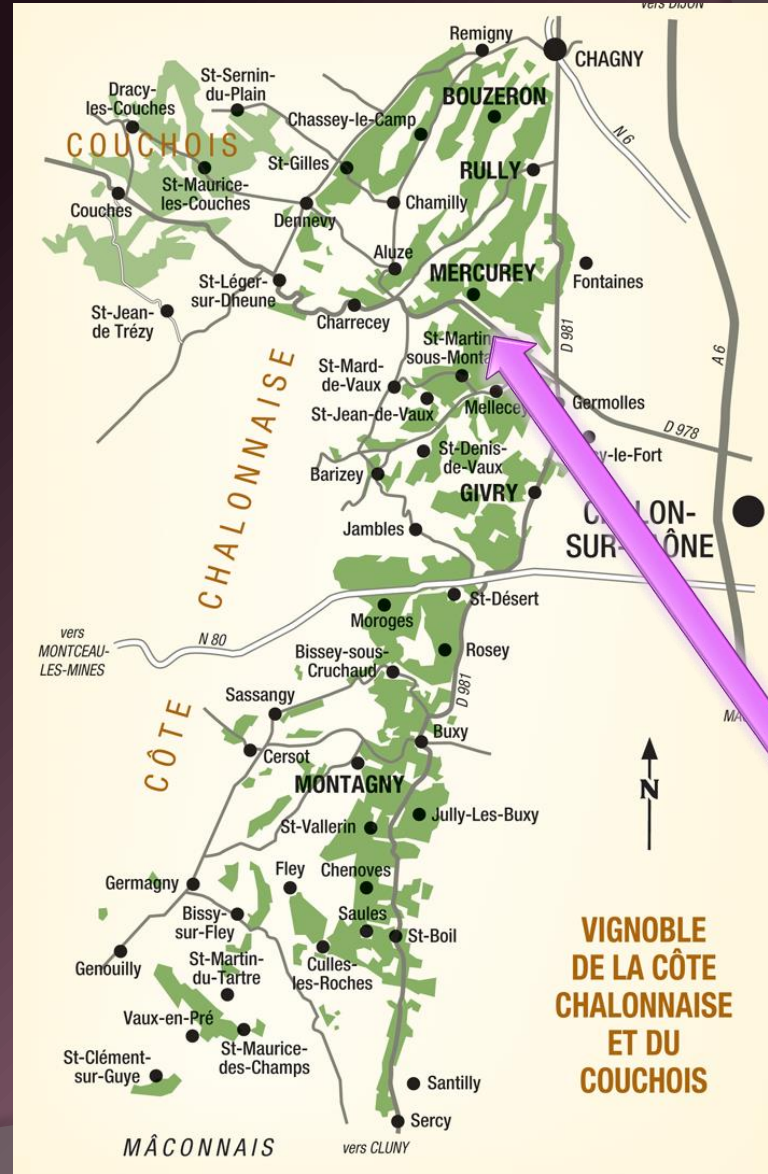 vers DIJON
Remigny
CHAGNY
St-Sernin-
du-Plain
Dracy-
les-Couches
BOUZERON
Chassey-le-Camp
N 6
COUCHOIS
St-Gilles
RULLY
St-Maurice-
les-Couches
Couches
Chamilly
Dennevy
Aluze
MERCUREY
Fontaines
St-Léger-
sur-Dheune
St-Jean-
de Trézy
Charrecey
D 981
A 6
St-Martin
sous-Monta
St-Mard-
de-Vaux
Mellecey
Germolles
St-Jean-de-Vaux
D 978
St-Denis-
de-Vaux
y-le-Fort
Barizey
GIVRY
CHALONNAISE
Jambles
LON-
SUR- ÔNE
St-Désert
Moroges
vers
MONTCEAU-
LES-MINES
N 80
Rosey
Bissey-sous-
Cruchaud
D 981
Sassangy
CÔTE
Buxy
Cersot
MONTAGNY
N
Jully-Les-Buxy
St-Vallerin
Fley
Chenoves
Germagny
Saules
Bissy-
sur-Fley
St-Boil
VIGNOBLE
DE LA CÔTE
CHALONNAISE
ET DU
COUCHOIS
Genouilly
St-Martin-
du-Tartre
Culles-
les-Roches
Vaux-en-Pré
St-Maurice-
des-Champs
St-Clément-
sur-Guye
Santilly
Sercy
MÂCONNAIS
vers CLUNY